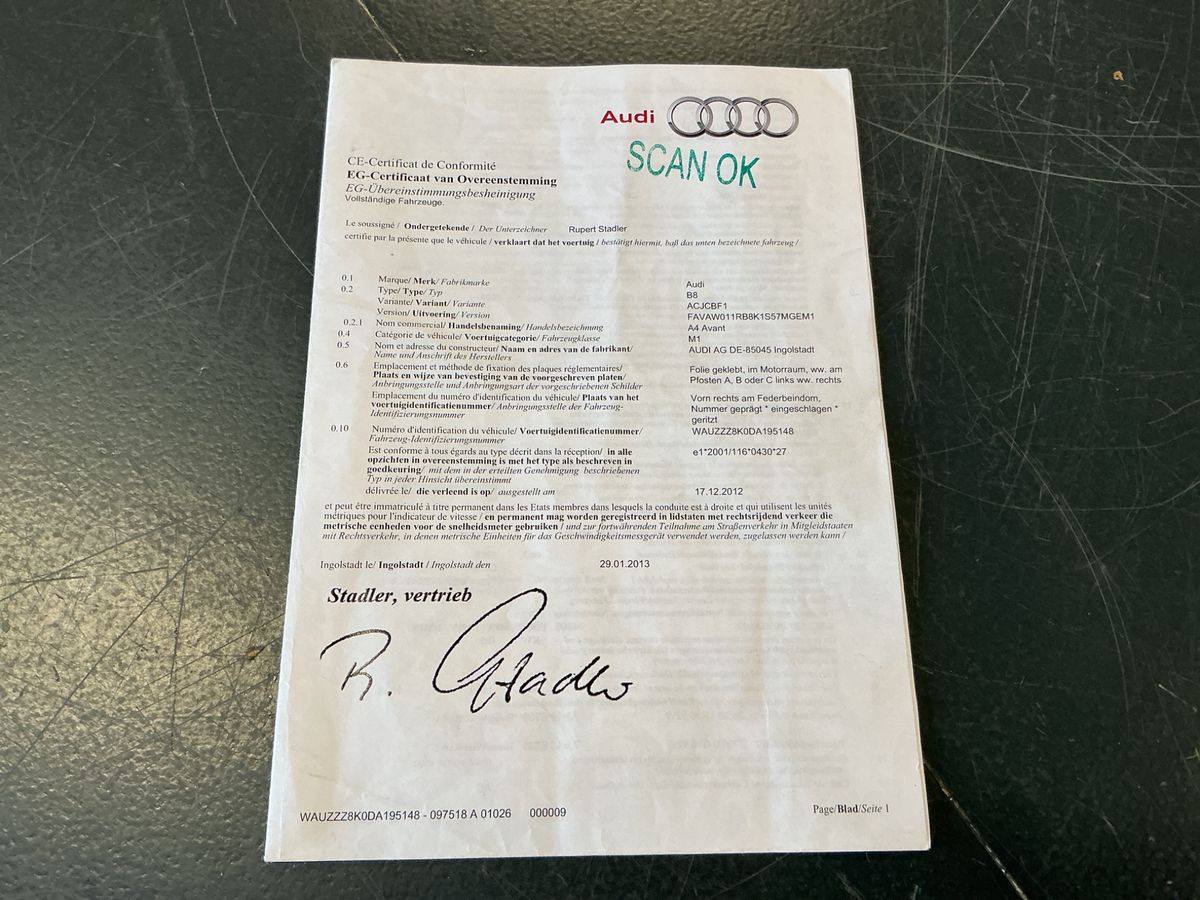 Audi
SCAN OK
CE-Certificat de Conformité
EG-Certificaat van Overeenstemming
EG-Übereinstimmungsbesheinigung
Vollständige Fahrzeuge.
Le soussigné / Ondergetekende / Der Unterzeichner Rupert Stadler
certifie par la présente que le véhicule / verklaart dat het voertuig / bestätigt hiermit, baß das unten bezeichnete fahrzeug /
0.1 Marque/ Merk/ Fabrikmarke Audi
0.2 Type/ Type/ Typ B8
Variante/ Variant/ Variante ACJCBF1
Version/ Uitvoering/ Version FAVAW011RB8K1S57MGEM1
0.2.1 Nom commercial/ Handelsbenaming/ Handelsbezeichnung A4 Avant
0.4 Catégorie de véhicule/ Voertuigcategorie/ Fahrzeugklasse M1
0.5 Nom et adresse du constructeur/ Naam en adres van de fabrikant/ AUDI AG DE-85045 Ingolstadt
Name und Anschrift des Herstellers
0.6 Emplacement et méthode de fixation des plaques réglementaires/ Folie geklebt, im Motorraum, ww. am
Plaats en wijze van bevestiging van de voorgeschreven platen/ Pfosten A, B oder C links ww. rechts
Anbringungsstelle und Anbringungsart der vorgeschriebenen Schilder
Emplacement du numéro d'identification du véhicule/ Plaats van het Vorn rechts am Federbeindom,
voertuigidentificatienummer/ Anbringungsstelle der Fahrzeug- Nummer geprägt * eingeschlagen *
Identifizierungsnummer geritzt
0.10 Numéro d'identification du véhicule/ Voertuigidentificatienummer/ WAUZZZ8K0DA195148
Fahrzeug-Identifizierungsnummer
Est conforme à tous égards au type décrit dans la réception/ in alle e1*2001/116*0430*27
opzichten in overeenstemming is met het type als beschreven in
goedkeuring/ mit dem in der erteilten Genehmigung beschriebenen
Typ in jeder Hinsicht übereinstimmt
délivrée le/ die verleend is op/ ausgestellt am 17.12.2012
et peut être immatriculé à titre permanent dans les Etats membres dans lesquels la conduite est à droite et qui utilisent les unités
métriques pour l'indicateur de vitesse / en permanent mag worden geregistreerd in lidstaten met rechtsrijdend verkeer die
metrische eenheden voor de snelheidsmeter gebruiken / und zur fortwährenden Teilnahme am Straßenverkehr in Mitgleidstaaten
mit Rechtsverkehr, in denen metrische Einheiten für das Geschwindigkeitsmessgerät verwendet werden, zugelassen werden kann /
Ingolstadt le/ Ingolstadt / Ingolstadt den 29.01.2013
Stadler, vertrieb
R. Stadler
WAUZZZ8K0DA195148 - 097518 A 01026 000009
Page/Blad/Seite 1